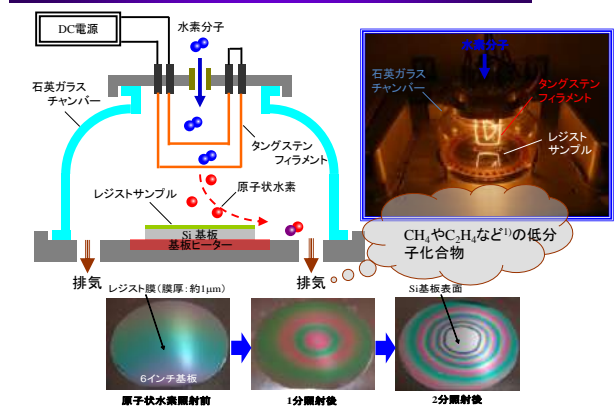 DC電源
水素分子
石英ガラス
チャンバー
タングステン
フィラメント
原子状水素
レジストサンプル
Si 基板
基板ヒーター
排気
排気
水素分子
石英ガラス
チャンバー
タングステン
フィラメント
レジスト
サンプル
CH₄やC₂H₄など¹⁾の低分
子化合物
レジスト膜(膜厚:約1μm)
Si基板表面
6インチ基板
原子状水素照射前
1分照射後
2分照射後